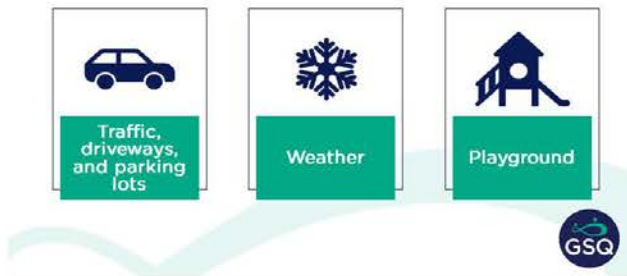 Traffic,
driveways,
and parking
lots
Weather
Playground
GSQ